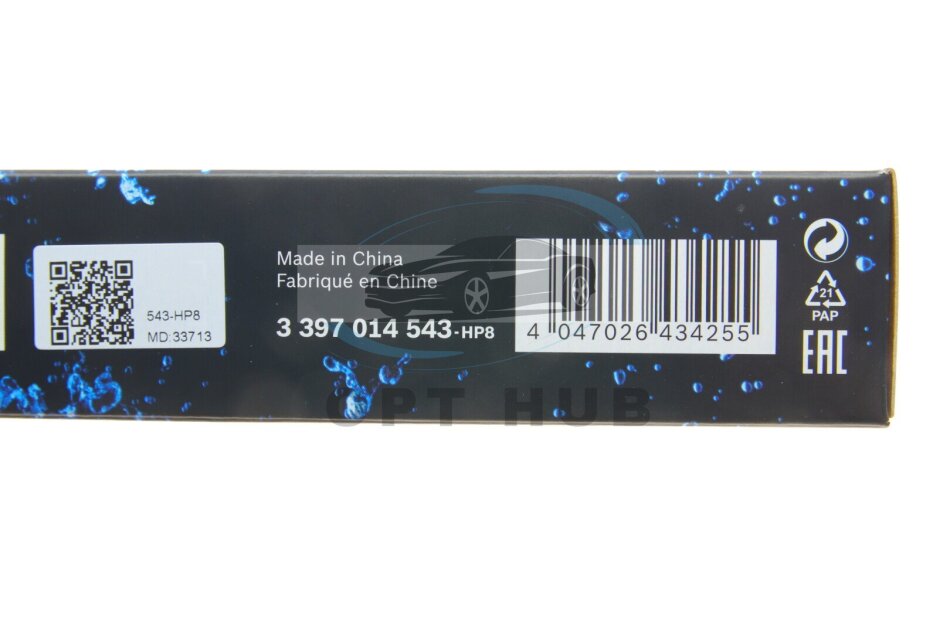 543-HP8
MD:33713
Made in China
Fabriqué en Chine
3 397 014 543-HP8
4 047026 434255
21
PAP
EAC
OPT HUB